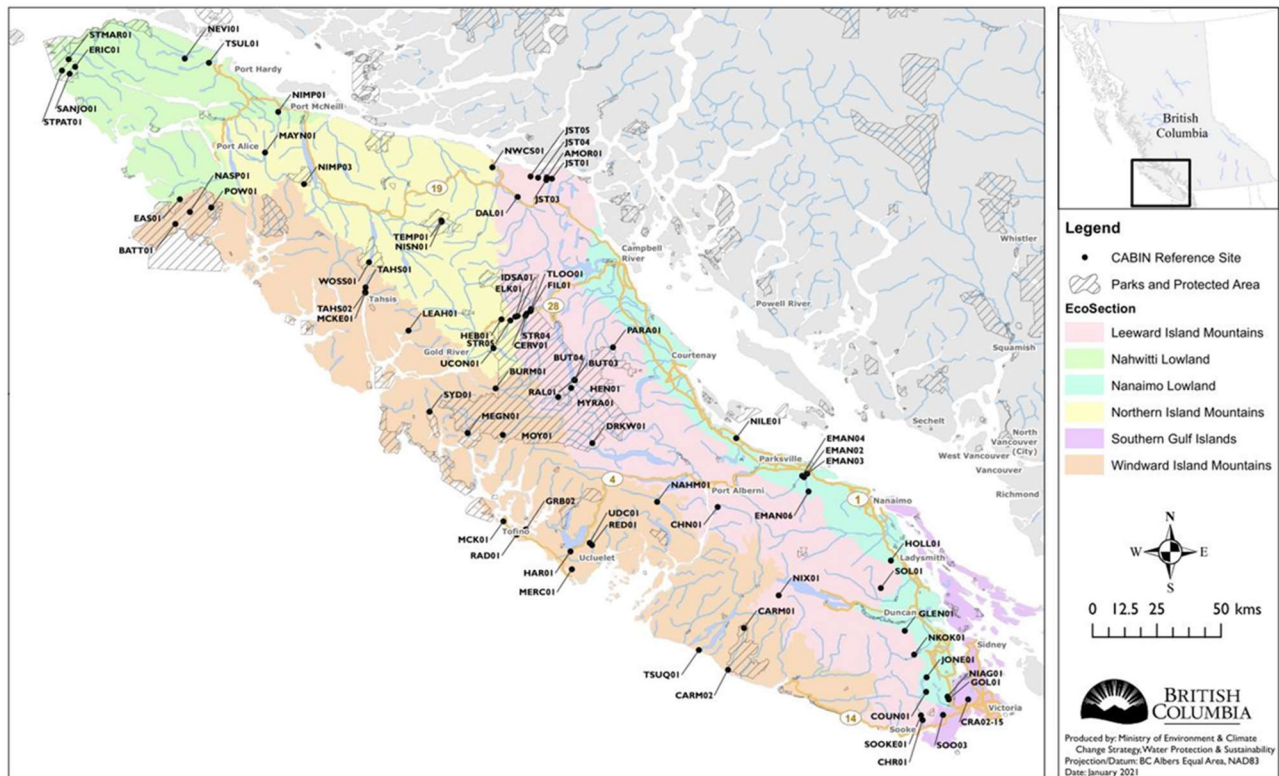 STMAR01
ERIC01
SANJO01
STPAT01
NEVI01
TSUL01
Port Hardy
NIMP01
Port McNeill
MAYN01
Port Alice
NIMP03
NASP01
POW01
EAS01
BATT01
19
NWCS01
JST05
JST04
AMOR01
JST01
JST03
DAL01
TEMP01
NISN01
Campbell
River
WOSS01
TAHS01
TAHS02
MCKE01
Tahsis
LEAH01
IDSA01
ELK01
TLOO01
FIL01
28
HEB01
STR05
STR04
CERV01
Gold River
UCON01
PARA01
Courtenay
BUT04
BUT03
BURM01
RAL01
HEN01
MYRA01
SYD01
MEGN01
MOY01
DRKW01
NILE01
Powell River
Whistler
Squamish
Sechelt
North
Vancouver
(City)
West Vancouver
Vancouver
Richmond
EMAN04
EMAN02
EMAN03
Parksville
4
Port Alberni
NAHM01
CHN01
EMAN06
1
Nanaimo
GRB02
UDC01
RED01
MCK01
Tofino
RAD01
Ucluelet
HAR01
MERC01
HOLL01
Ladysmith
SOL01
NIX01
Duncan
GLEN01
CARM01
NKOK01
Sidney
JONE01
TSUQ01
NIAG01
GOL01
CARM02
COUN01
CRA02-15
Victoria
14
Sooke
SOOKE01
SOO03
CHR01
British
Columbia
Legend
CABIN Reference Site
Parks and Protected Area
EcoSection
Leeward Island Mountains
Nahwitti Lowland
Nanaimo Lowland
Northern Island Mountains
Southern Gulf Islands
Windward Island Mountains
N
W E
S
0 12.5 25 50 kms
BRITISH
COLUMBIA
Produced by: Ministry of Environment & Climate
Change Strategy, Water Protection & Sustainability
Projection/Datum: BC Albers Equal Area, NAD83
Date: January 2021